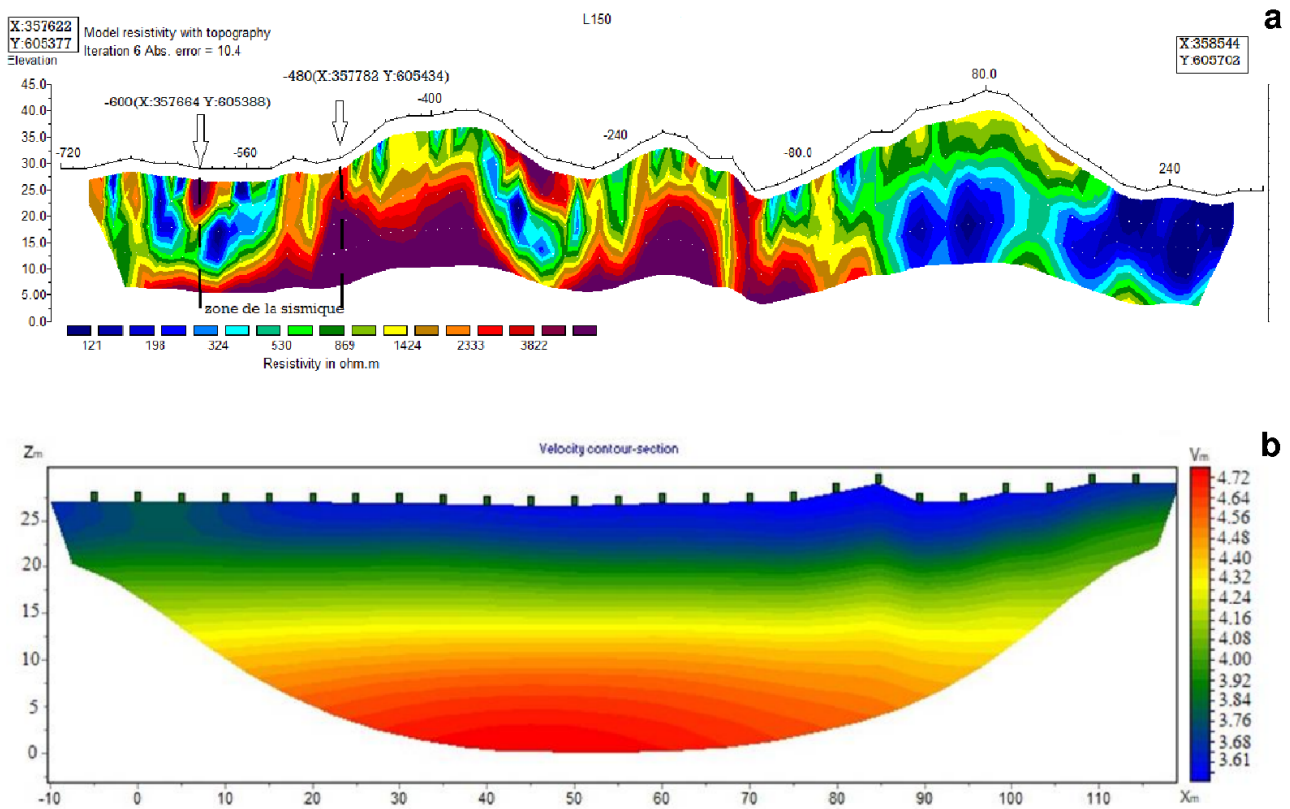 L150
a
X:357622
Y:605377
Model resistivity with topography
Iteration 6 Abs. error = 10.4
Elevation
X:358544
Y:605702
-480(X:357782 Y:605434)
-600(X:357664 Y:605388)
80.0
-400
-240
-720
-560
-80.0
240
45.0
40.0
35.0
30.0
25.0
20.0
15.0
10.0
5.00
0.0
zone de la sismique
121 198 324 530 869 1424 2333 3822
Resistivity in ohm.m
b
Zm
Velocity contour-section
Vm
25
20
15
10
5
0
4.72
4.64
4.56
4.48
4.40
4.32
4.24
4.16
4.08
4.00
3.92
3.84
3.76
3.68
3.61
-10 0 10 20 30 40 50 60 70 80 90 100 110 Xm